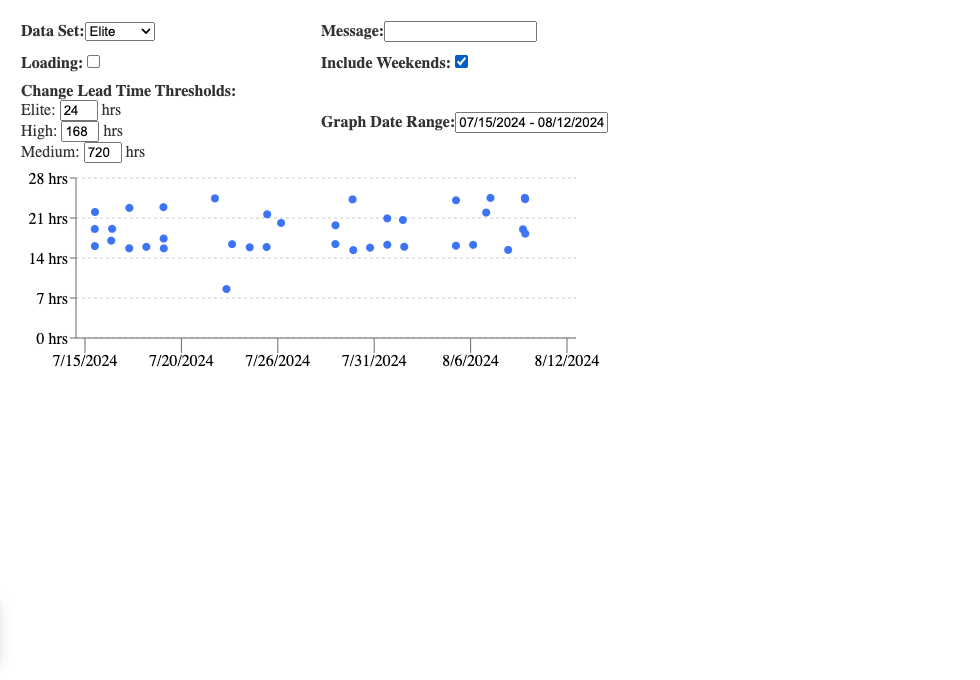 Data Set: Elite
Message:
Loading:
Include Weekends:
Change Lead Time Thresholds:
Elite: 24 hrs
High: 168 hrs
Medium: 720 hrs
Graph Date Range: 07/15/2024 - 08/12/2024
28 hrs
21 hrs
14 hrs
7 hrs
0 hrs
7/15/2024 7/20/2024 7/26/2024 7/31/2024 8/6/2024 8/12/2024